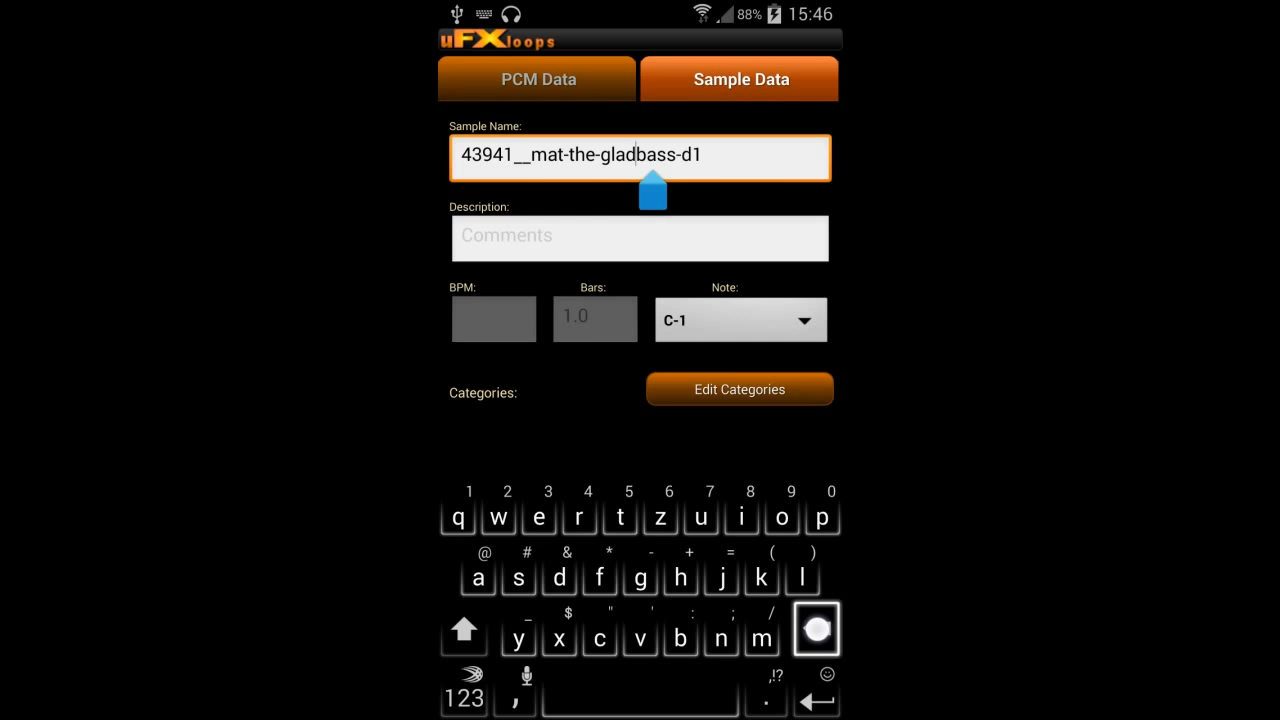 88% 15:46
uFXloops
PCM Data Sample Data
Sample Name:
43941__mat-the-gladbass-d1
Description:
Comments
BPM: Bars: Note:
1.0 C-1
Categories: Edit Categories
1 2 3 4 5 6 7 8 9 0
q w e r t z u i o p
@ # & * - + = ( )
a s d f g h j k l
_ $ " ' : ; /
y x c v b n m
,!?
123 , .